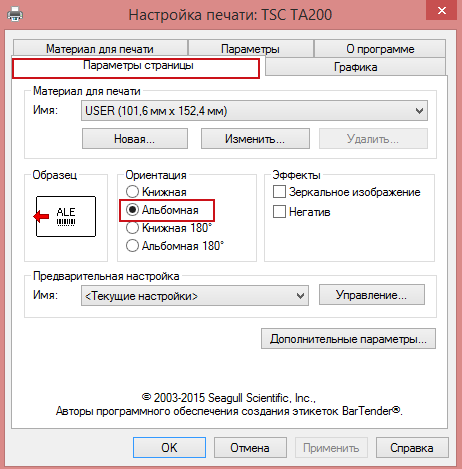 Настройка печати: TSC TA200
Материал для печати
Параметры
О программе
Параметры страницы
Графика
Материал для печати
Имя:
USER (101,6 мм x 152,4 мм)
Новая...
Изменить...
Удалить...
Образец
ALE
Ориентация
Книжная
Альбомная
Книжная 180°
Альбомная 180°
Эффекты
Зеркальное изображение
Негатив
Предварительная настройка
Имя:
<Текущие настройки>
Управление...
Дополнительные параметры...
© 2003-2015 Seagull Scientific, Inc.,
Авторы программного обеспечения создания этикеток BarTender®.
OK
Отмена
Применить
Справка